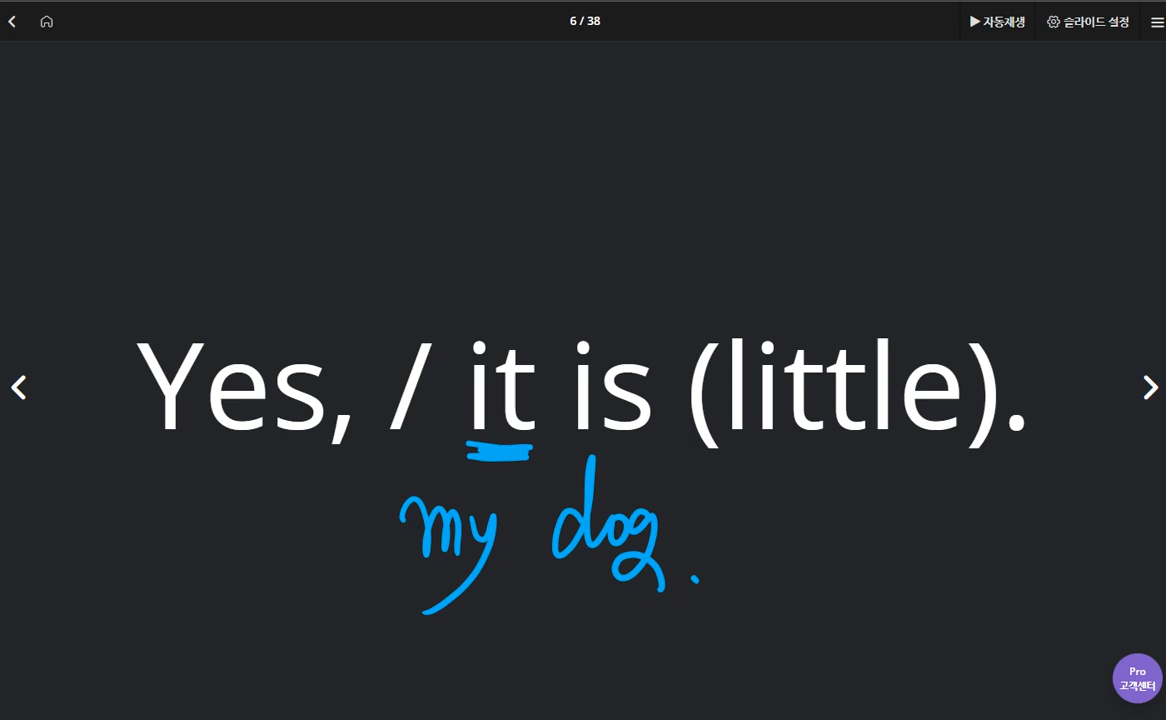 6 / 38
▶ 자동재생
슬라이드 설정
Yes, / it is (little).
my dog.
Pro
고객센터